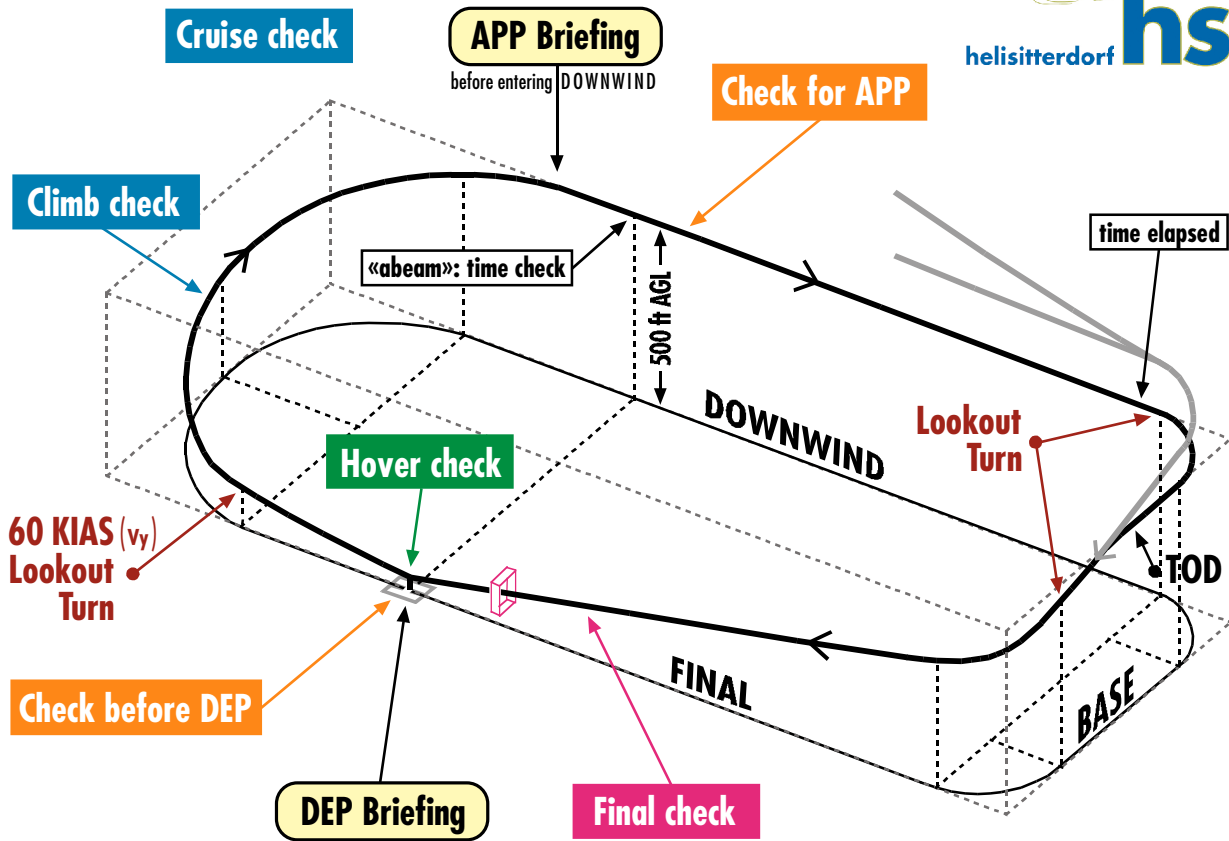 Cruise check
APP Briefing
before entering DOWNWIND
helisitterdorf hs
Check for APP
Climb check
«abeam»: time check
500 ft AGL
time elapsed
DOWNWIND
Lookout
Turn
Hover check
60 KIAS (vy)
Lookout
Turn
TOD
FINAL
BASE
Check before DEP
DEP Briefing
Final check